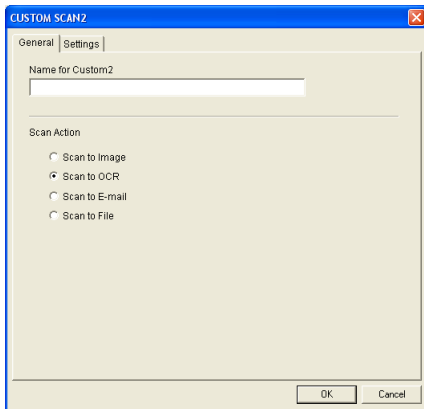 CUSTOM SCAN2
General Settings
Name for Custom2
Scan Action
Scan to Image
Scan to OCR
Scan to E-mail
Scan to File
OK Cancel